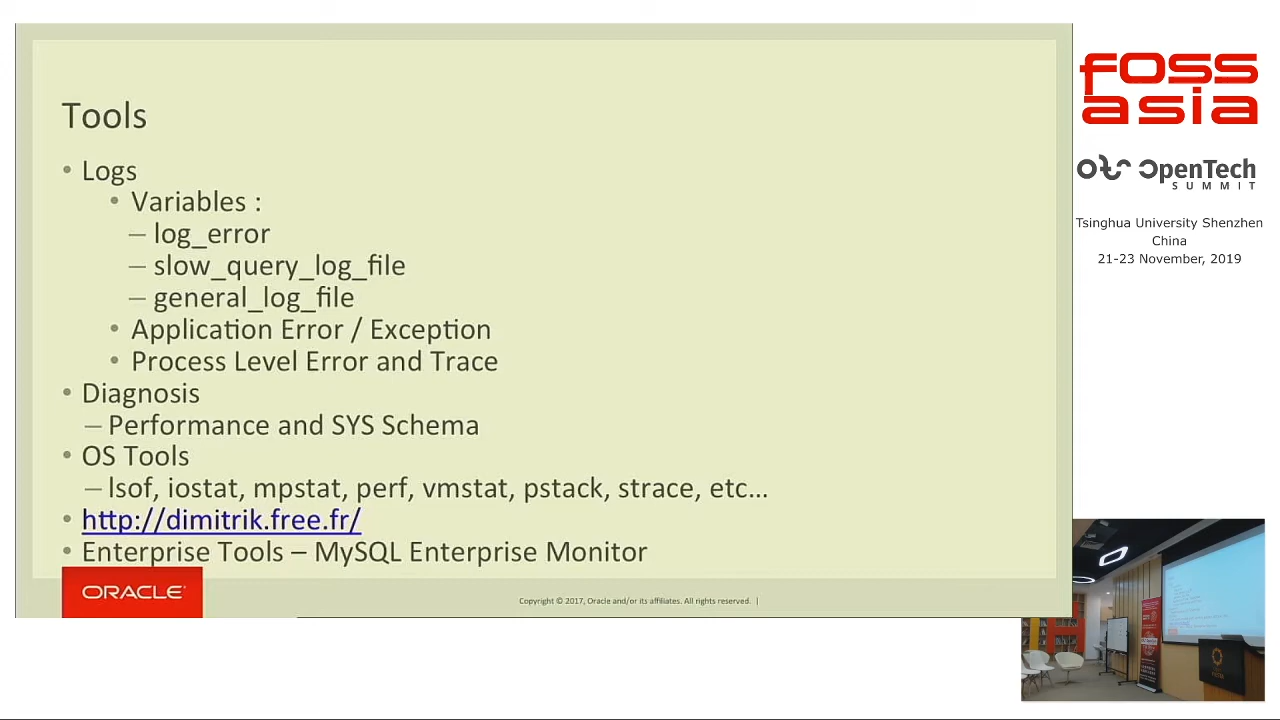 Tools
• Logs
• Variables :
– log_error
– slow_query_log_file
– general_log_file
• Application Error / Exception
• Process Level Error and Trace
• Diagnosis
– Performance and SYS Schema
• OS Tools
– lsof, iostat, mpstat, perf, vmstat, pstack, strace, etc...
• http://dimitrik.free.fr/
• Enterprise Tools – MySQL Enterprise Monitor
ORACLE
Copyright © 2017, Oracle and/or its affiliates. All rights reserved. |
FOSS
asia
OpenTech
SUMMIT
Tsinghua University Shenzhen
China
21-23 November, 2019